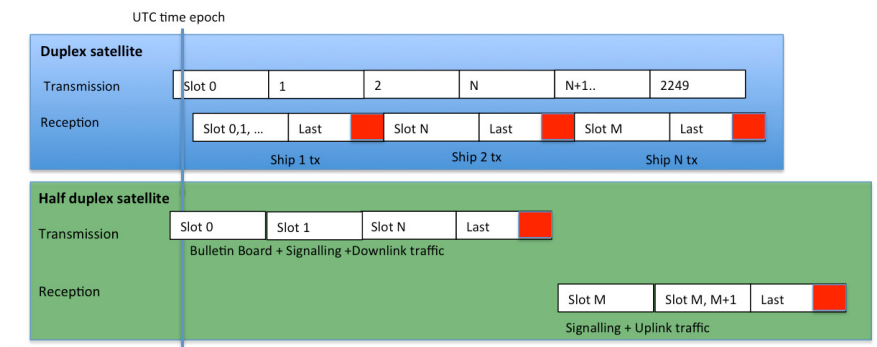 UTC time epoch
Duplex satellite
Transmission
Slot 0 1 2 N N+1.. 2249
Reception
Slot 0,1, ... Last Slot N Last Slot M Last
Ship 1 tx Ship 2 tx Ship N tx
Half duplex satellite
Transmission
Slot 0 Slot 1 Slot N Last
Bulletin Board + Signalling +Downlink traffic
Reception
Slot M Slot M, M+1 Last
Signalling + Uplink traffic